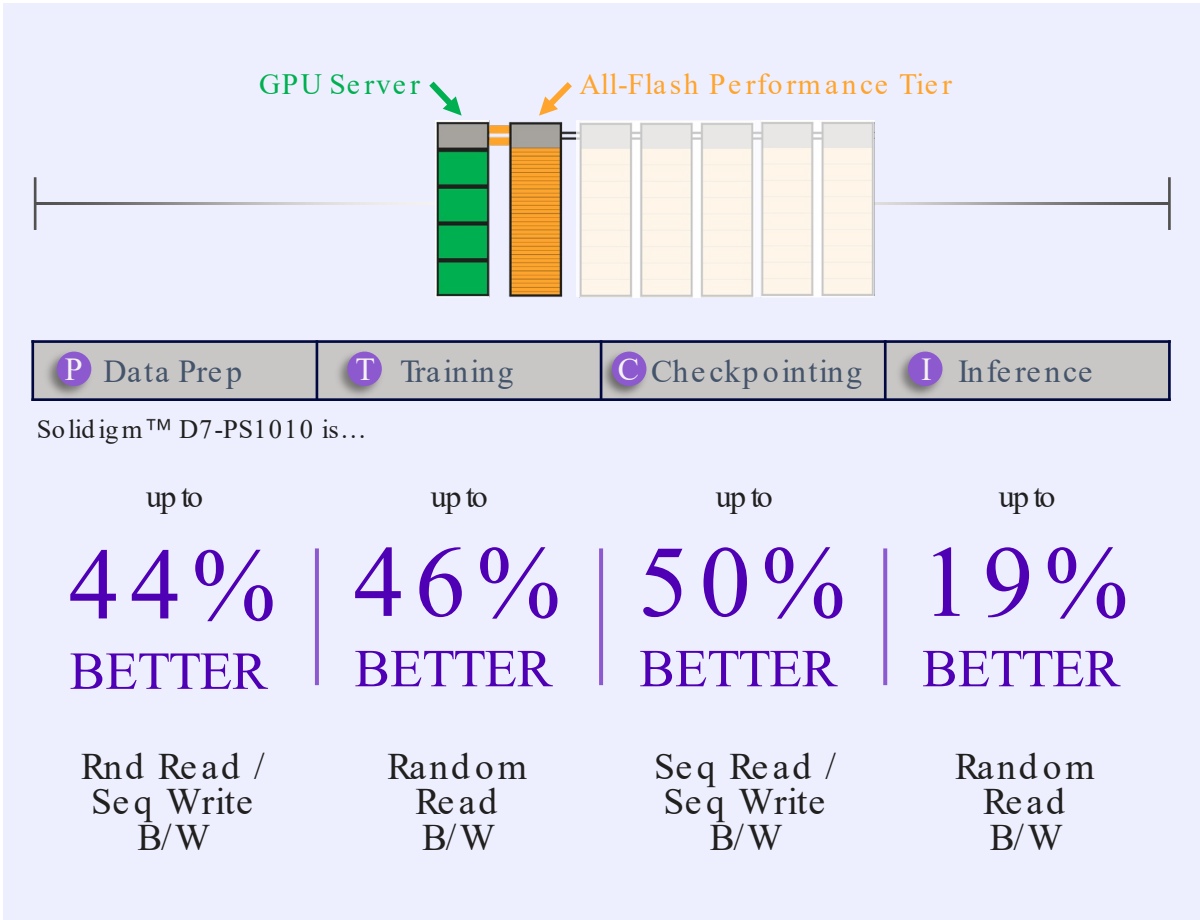 GPU Server
All-Flash Performance Tier
P Data Prep
T Training
C Checkpointing
I Inference
Solidigm™ D7-PS1010 is…
up to
44%
BETTER
Rnd Read /
Seq Write
B/W
up to
46%
BETTER
Random
Read
B/W
up to
50%
BETTER
Seq Read /
Seq Write
B/W
up to
19%
BETTER
Random
Read
B/W